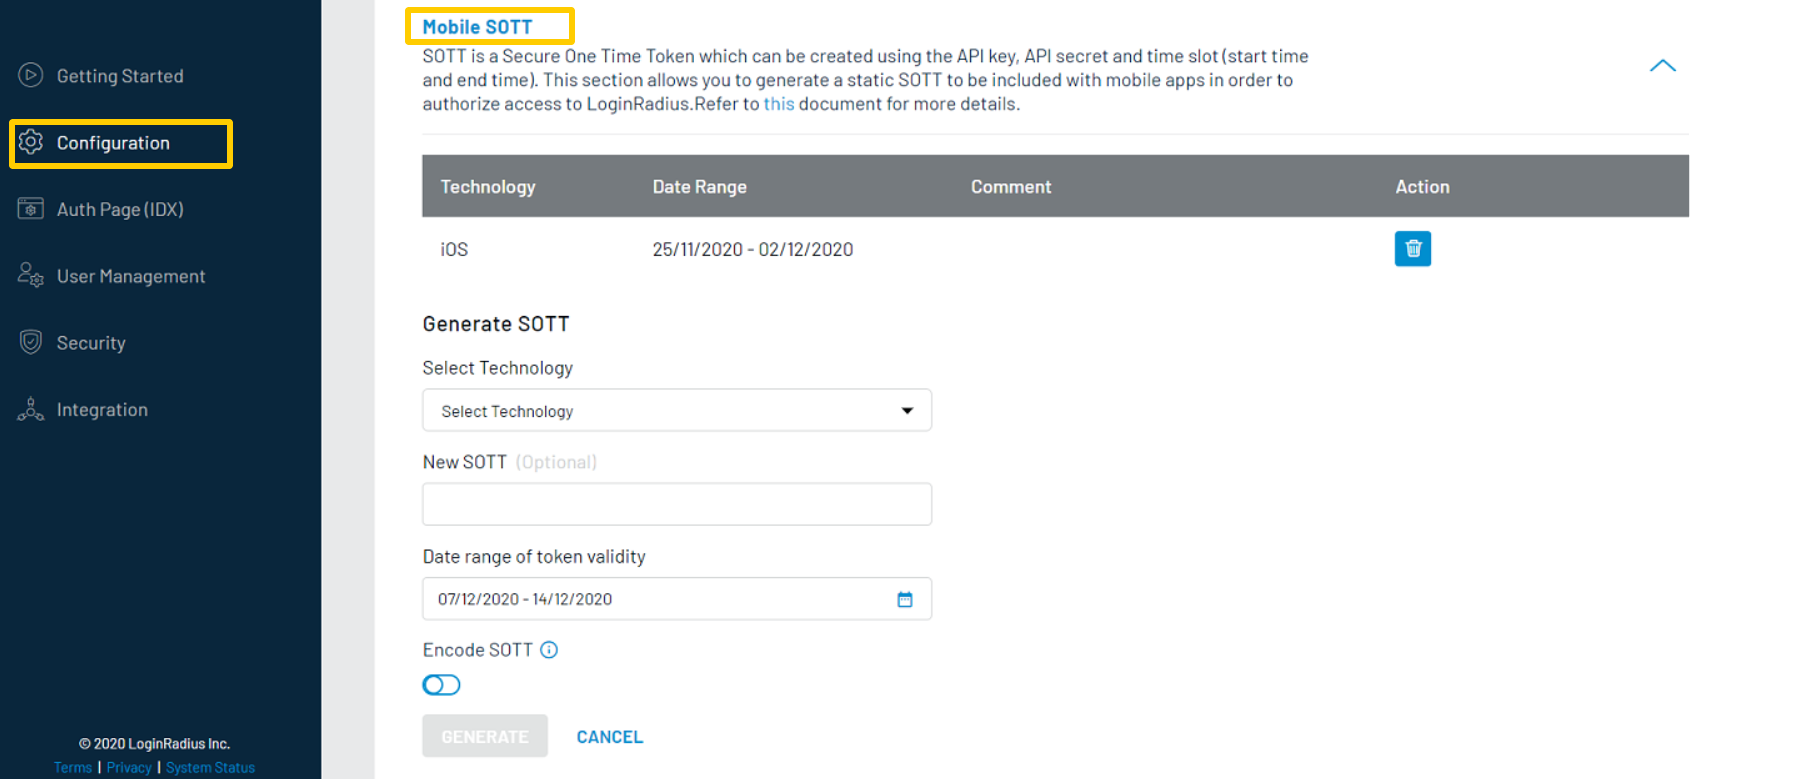 Getting Started
Configuration
Auth Page (IDX)
User Management
Security
Integration
© 2020 LoginRadius Inc.
Terms | Privacy | System Status
Mobile SOTT
SOTT is a Secure One Time Token which can be created using the API key, API secret and time slot (start time
and end time). This section allows you to generate a static SOTT to be included with mobile apps in order to
authorize access to LoginRadius.Refer to this document for more details.
Technology Date Range Comment Action
iOS 25/11/2020 - 02/12/2020
Generate SOTT
Select Technology
Select Technology
New SOTT (Optional)
Date range of token validity
07/12/2020 - 14/12/2020
Encode SOTT
GENERATE CANCEL